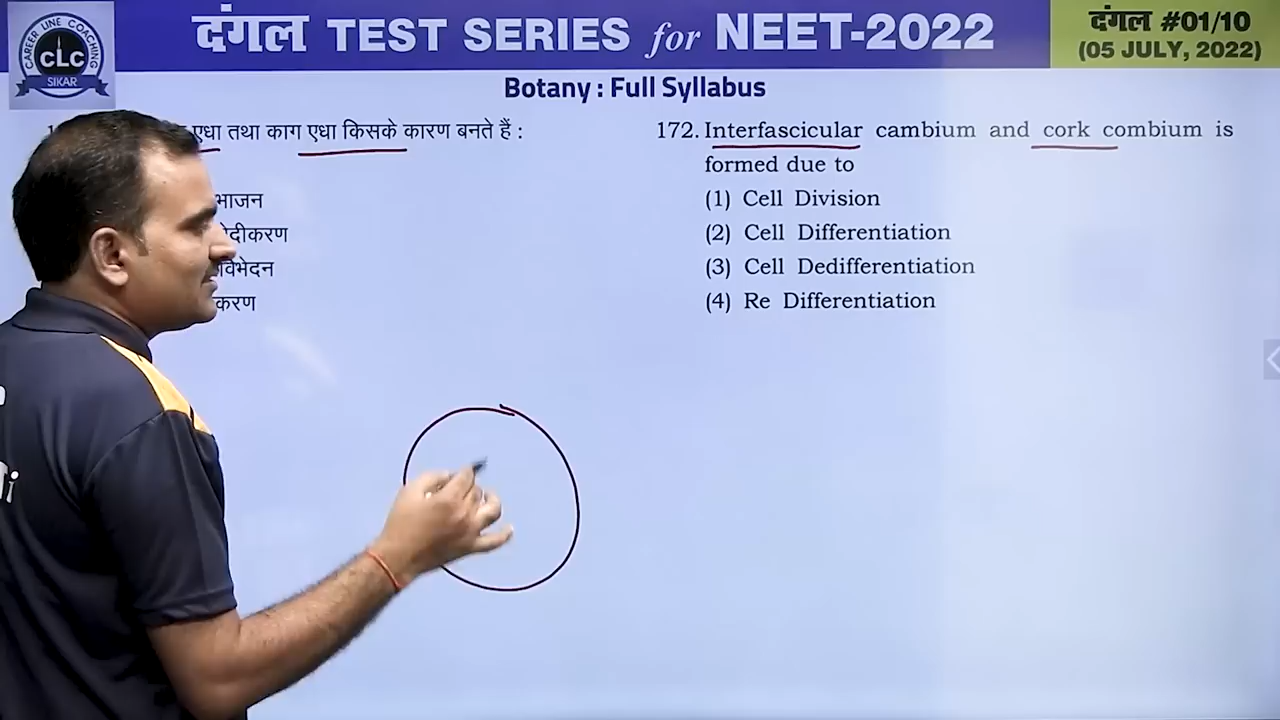 CAREER LINE COACHING
CLC
SIKAR
दंगल TEST SERIES for NEET-2022
दंगल #01/10
(05 JULY, 2022)
Botany : Full Syllabus
एधा तथा काग एधा किसके कारण बनते हैं :
172. Interfascicular cambium and cork combium is
formed due to
(1) Cell Division
(2) Cell Differentiation
(3) Cell Dedifferentiation
(4) Re Differentiation